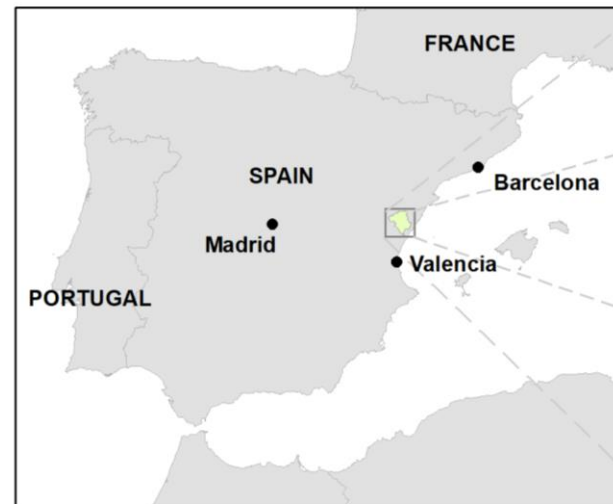 FRANCE
SPAIN
Barcelona
Madrid
Valencia
PORTUGAL